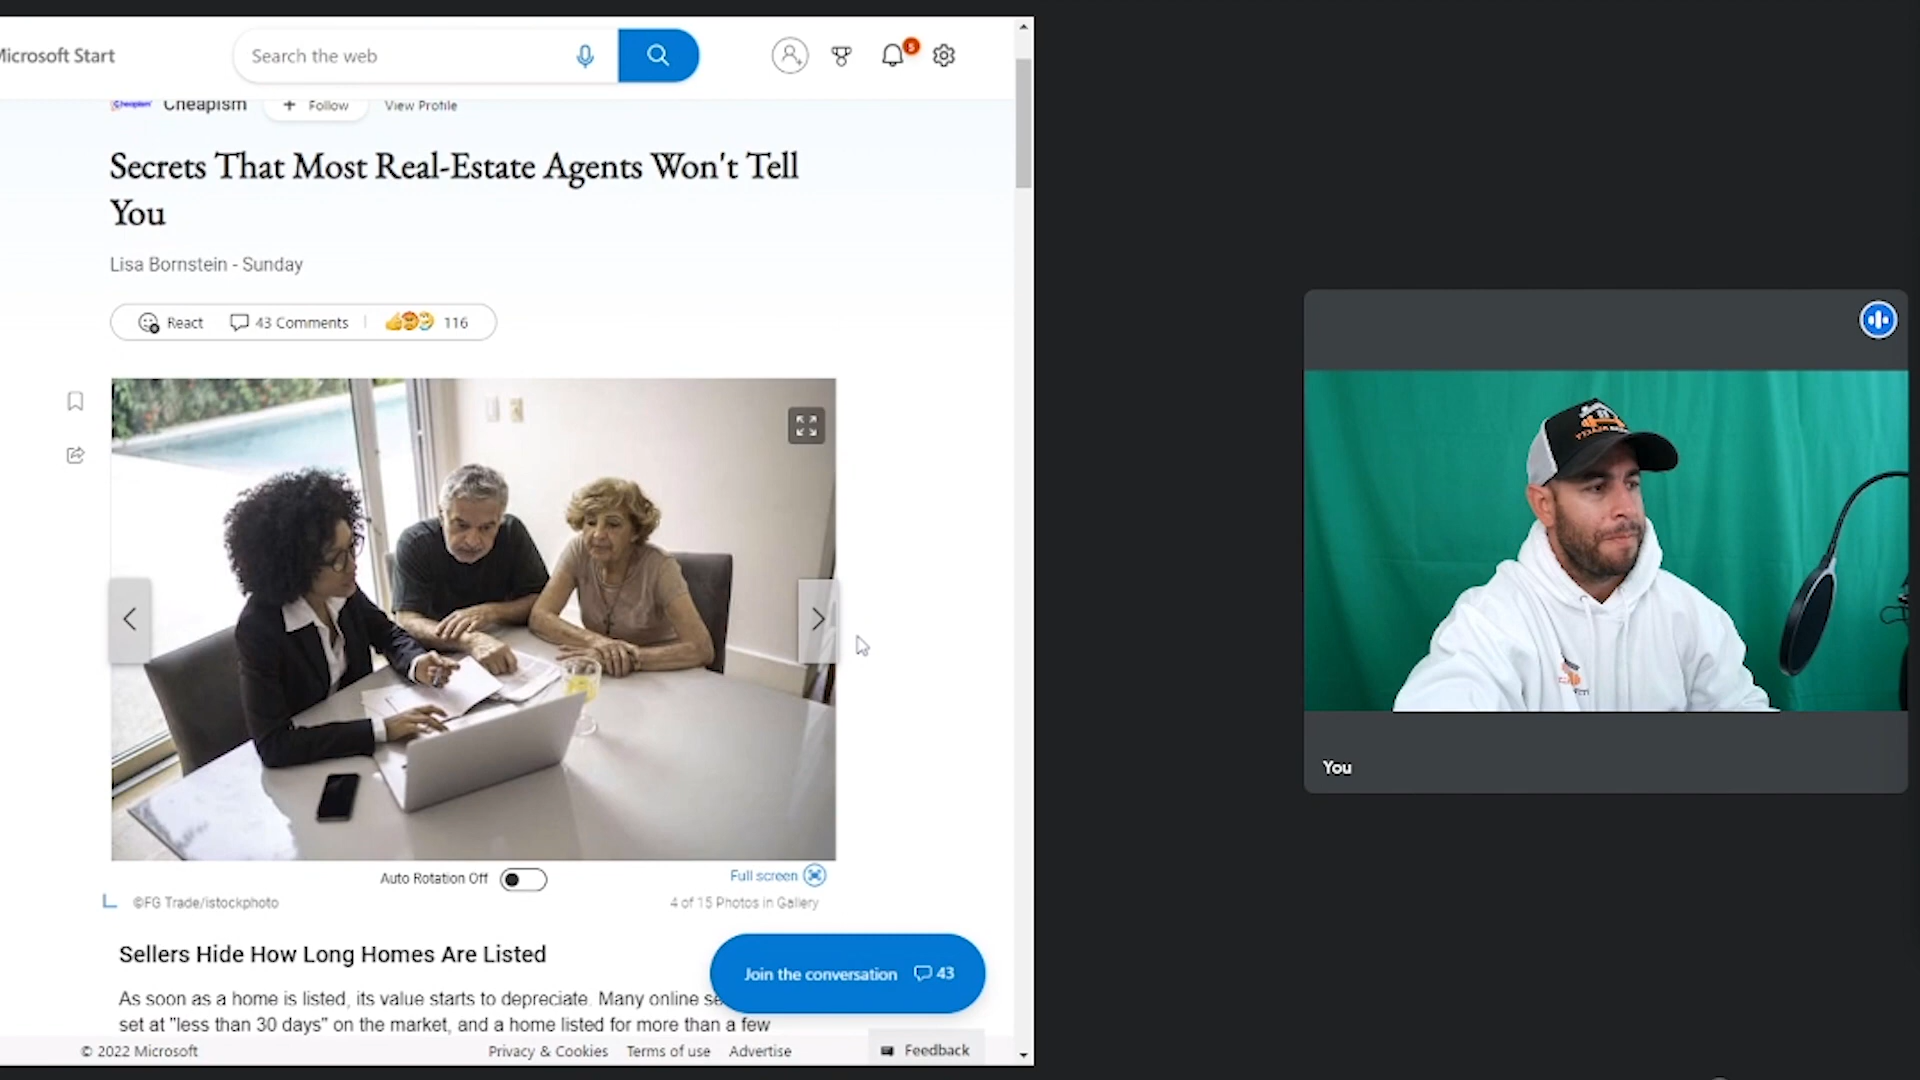 Microsoft Start
Search the web
5
Cheapism
Cheapism
+ Follow
View Profile
Secrets That Most Real-Estate Agents Won't Tell
You
Lisa Bornstein - Sunday
React
43 Comments
116
Auto Rotation Off
Full screen
©FG Trade/istockphoto
4 of 15 Photos in Gallery
Sellers Hide How Long Homes Are Listed
Join the conversation
43
As soon as a home is listed, its value starts to depreciate. Many online se
set at "less than 30 days" on the market, and a home listed for more than a few
© 2022 Microsoft
Privacy & Cookies
Terms of use
Advertise
Feedback
You